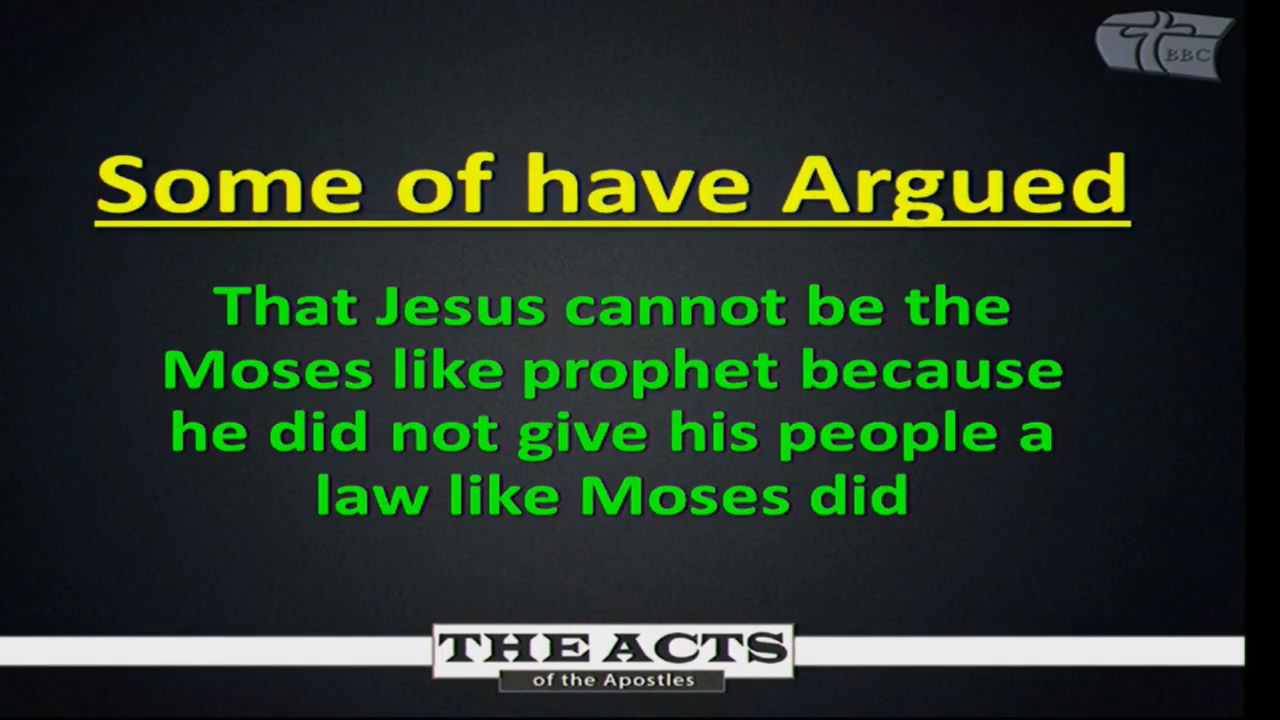 BBC
Some of have Argued
That Jesus cannot be the
Moses like prophet because
he did not give his people a
law like Moses did
THE ACTS
of the Apostles